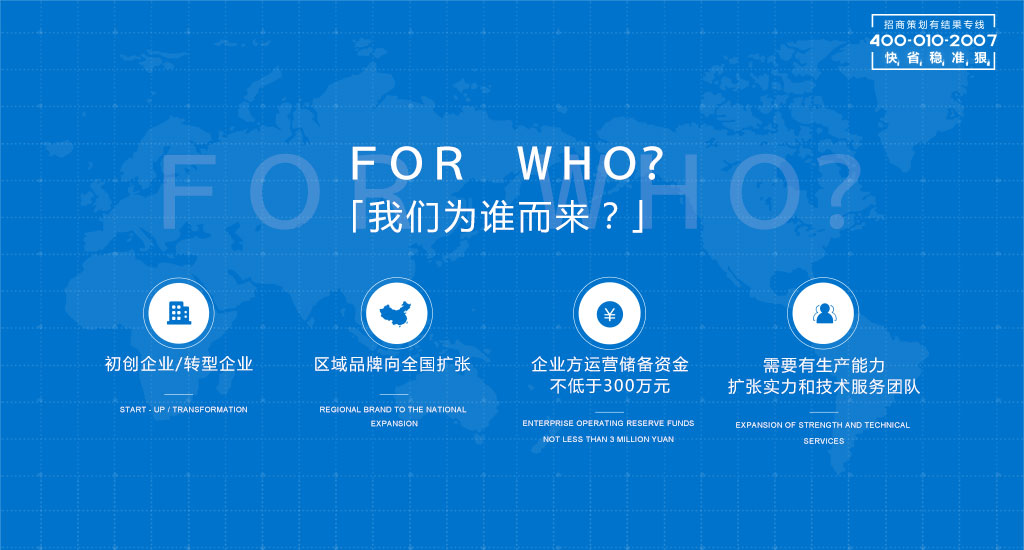 招商策划有结果专线
400-010-2007
快、省、稳、准、狠、
FOR WHO?
FOR WHO?
「我们为谁而来？」
初创企业/转型企业
START - UP / TRANSFORMATION
区域品牌向全国扩张
REGIONAL BRAND TO THE NATIONAL
EXPANSION
¥
企业方运营储备资金
不低于300万元
ENTERPRISE OPERATING RESERVE FUNDS
NOT LESS THAN 3 MILLION YUAN
需要有生产能力
扩张实力和技术服务团队
EXPANSION OF STRENGTH AND TECHNICAL
SERVICES